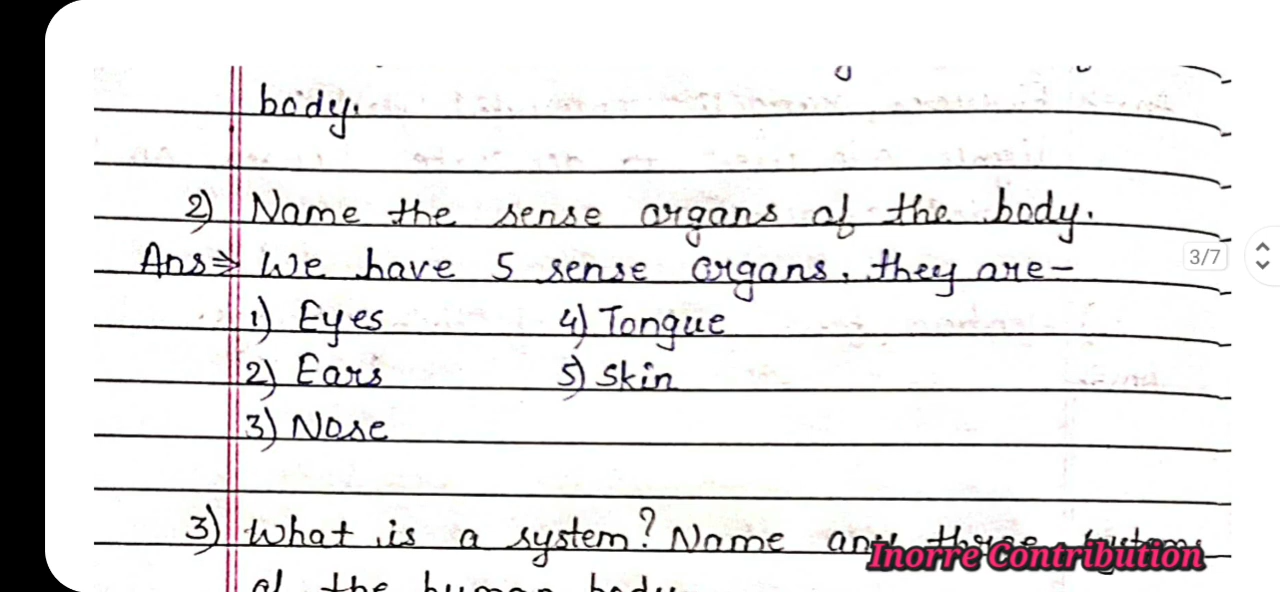 body.
2) Name the sense organs of the body.
Ans⇒ We have 5 sense organs, they are-
1) Eyes 4) Tongue
2) Ears 5) Skin
3) Nose
3/7
3) What is a system? Name any three systems
Inorre Contribution
of the human body